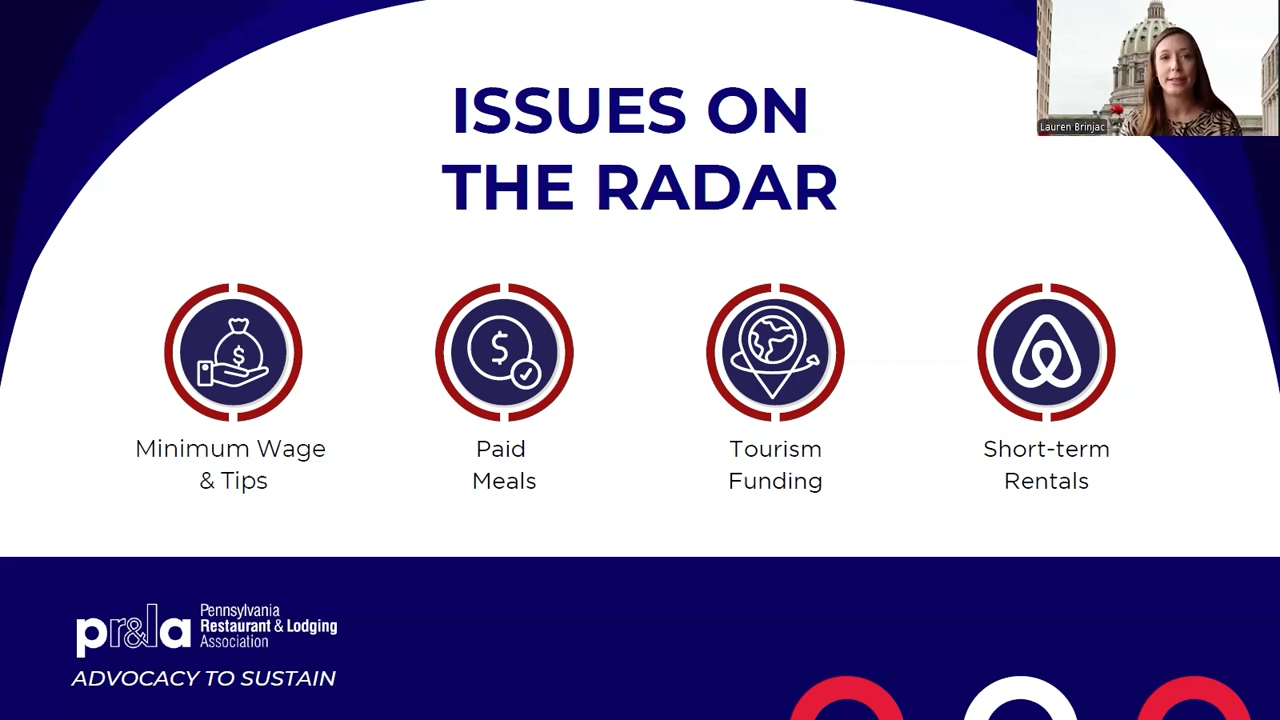 ISSUES ON
THE RADAR
Lauren Brinjac
$
$
Minimum Wage
& Tips
Paid
Meals
Tourism
Funding
Short-term
Rentals
pr&la
Pennsylvania
Restaurant & Lodging
Association
ADVOCACY TO SUSTAIN